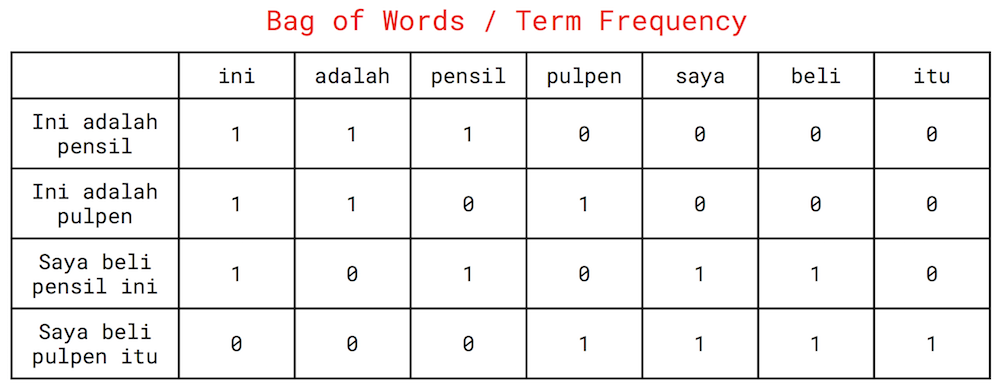 Bag of Words / Term Frequency
ini adalah pensil pulpen saya beli itu
Ini adalah
pensil 1 1 1 0 0 0 0
Ini adalah
pulpen 1 1 0 1 0 0 0
Saya beli
pensil ini 1 0 1 0 1 1 0
Saya beli
pulpen itu 0 0 0 1 1 1 1